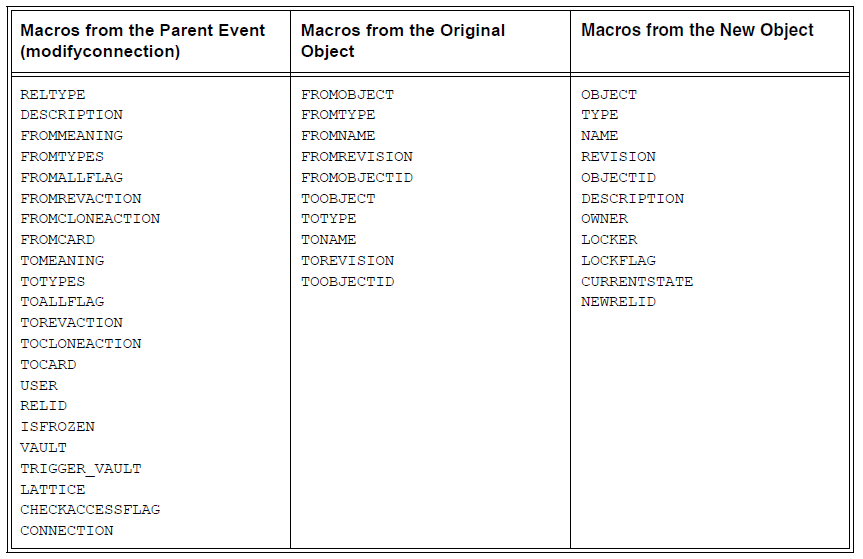 Macros from the Parent Event
(modifyconnection)
Macros from the Original
Object
Macros from the New Object
RELTYPE
DESCRIPTION
FROMMEANING
FROMTYPES
FROMALLFLAG
FROMREVACTION
FROMCLONEACTION
FROMCARD
TOMEANING
TOTYPES
TOALLFLAG
TOREVACTION
TOCLONEACTION
TOCARD
USER
RELID
ISFROZEN
VAULT
TRIGGER_VAULT
LATTICE
CHECKACCESSFLAG
CONNECTION
FROMOBJECT
FROMTYPE
FROMNAME
FROMREVISION
FROMOBJECTID
TOOBJECT
TOTYPE
TONAME
TOREVISION
TOOBJECTID
OBJECT
TYPE
NAME
REVISION
OBJECTID
DESCRIPTION
OWNER
LOCKER
LOCKFLAG
CURRENTSTATE
NEWRELID